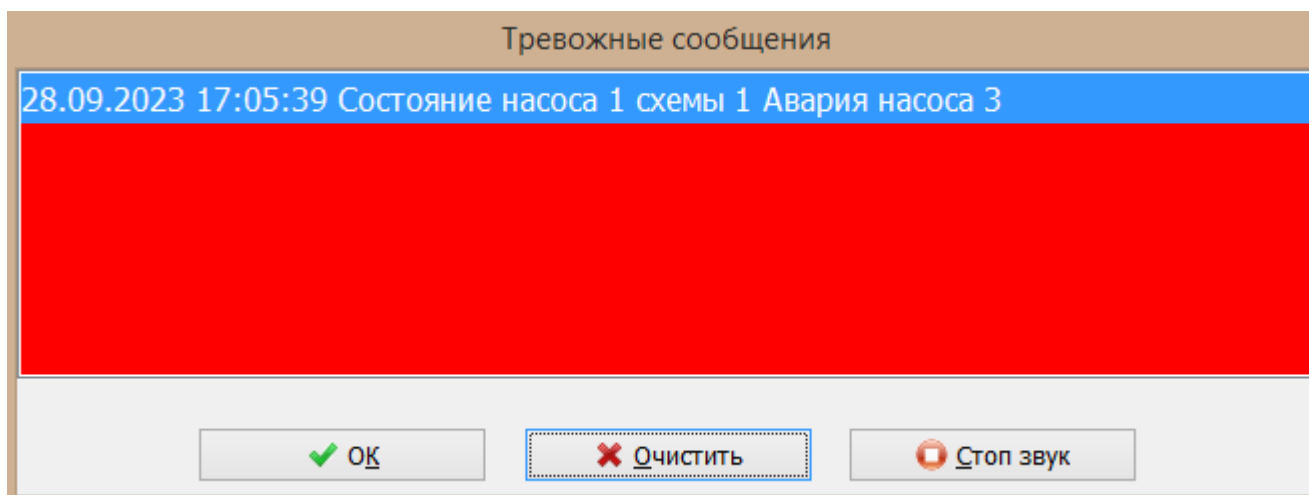 Тревожные сообщения
28.09.2023 17:05:39 Состояние насоса 1 схемы 1 Авария насоса 3
ОК
Очистить
Стоп звук